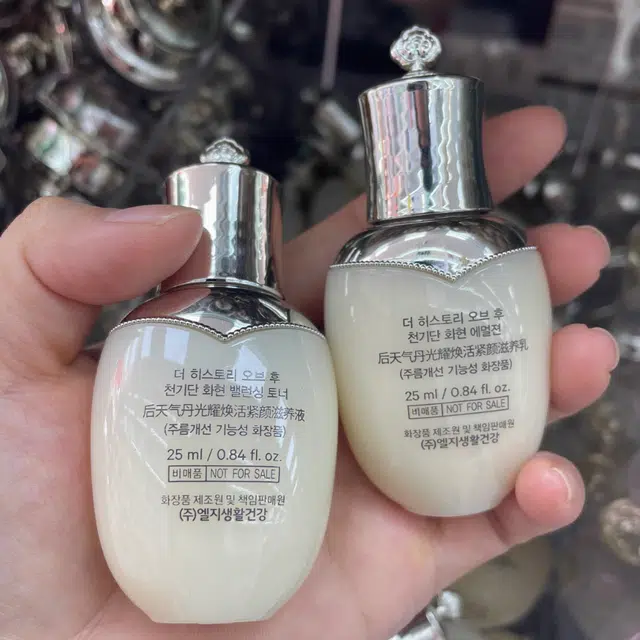 더 히스토리 오브 후
천기단 화현 밸런싱 토너
后天气丹光耀焕活紧颜滋养液
(주름개선 기능성 화장품)
25 ml / 0.84 fl. oz.
비매품 NOT FOR SALE
화장품 제조원 및 책임판매원
(주)엘지생활건강
더 히스토리 오브 후
천기단 화현 에멀젼
后天气丹光耀焕活紧颜滋养乳
(주름개선 기능성 화장품)
25 ml / 0.84 fl. oz.
비매품 NOT FOR SALE
화장품 제조원 및 책임판매원
(주)엘지생활건강